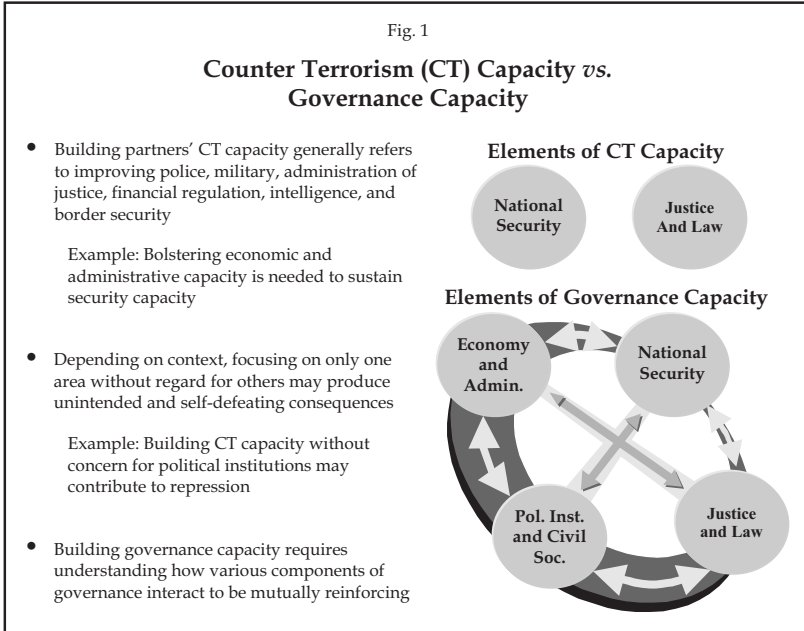 Fig. 1
Counter Terrorism (CT) Capacity vs.
Governance Capacity
• Building partners’ CT capacity generally refers
to improving police, military, administration of
justice, financial regulation, intelligence, and
border security
Example: Bolstering economic and
administrative capacity is needed to sustain
security capacity
• Depending on context, focusing on only one
area without regard for others may produce
unintended and self-defeating consequences
Example: Building CT capacity without
concern for political institutions may
contribute to repression
• Building governance capacity requires
understanding how various components of
governance interact to be mutually reinforcing
Elements of CT Capacity
National
Security
Justice
And Law
Elements of Governance Capacity
Economy
and
Admin.
National
Security
Pol. Inst.
and Civil
Soc.
Justice
and Law